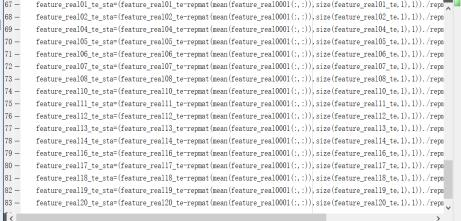 67 — feature_real01_te_sta=(feature_real01_te-repmat(mean(feature_real0001(:,:)),size(feature_real01_te,1),1))./repm
68 — feature_real02_te_sta=(feature_real02_te-repmat(mean(feature_real0001(:,:)),size(feature_real02_te,1),1))./repm
69 — feature_real04_te_sta=(feature_real04_te-repmat(mean(feature_real0001(:,:)),size(feature_real04_te,1),1))./repm
70 — feature_real05_te_sta=(feature_real05_te-repmat(mean(feature_real0001(:,:)),size(feature_real05_te,1),1))./repm
71 — feature_real06_te_sta=(feature_real06_te-repmat(mean(feature_real0001(:,:)),size(feature_real06_te,1),1))./repm
72 — feature_real07_te_sta=(feature_real07_te-repmat(mean(feature_real0001(:,:)),size(feature_real07_te,1),1))./repm
73 — feature_real08_te_sta=(feature_real08_te-repmat(mean(feature_real0001(:,:)),size(feature_real08_te,1),1))./repm
74 — feature_real10_te_sta=(feature_real10_te-repmat(mean(feature_real0001(:,:)),size(feature_real10_te,1),1))./repm
75 — feature_real11_te_sta=(feature_real11_te-repmat(mean(feature_real0001(:,:)),size(feature_real11_te,1),1))./repm
76 — feature_real12_te_sta=(feature_real12_te-repmat(mean(feature_real0001(:,:)),size(feature_real12_te,1),1))./repm
77 — feature_real13_te_sta=(feature_real13_te-repmat(mean(feature_real0001(:,:)),size(feature_real13_te,1),1))./repm
78 — feature_real14_te_sta=(feature_real14_te-repmat(mean(feature_real0001(:,:)),size(feature_real14_te,1),1))./repm
79 — feature_real16_te_sta=(feature_real16_te-repmat(mean(feature_real0001(:,:)),size(feature_real16_te,1),1))./repm
80 — feature_real17_te_sta=(feature_real17_te-repmat(mean(feature_real0001(:,:)),size(feature_real17_te,1),1))./repm
81 — feature_real18_te_sta=(feature_real18_te-repmat(mean(feature_real0001(:,:)),size(feature_real18_te,1),1))./repm
82 — feature_real19_te_sta=(feature_real19_te-repmat(mean(feature_real0001(:,:)),size(feature_real19_te,1),1))./repm
83 — feature_real20_te_sta=(feature_real20_te-repmat(mean(feature_real0001(:,:)),size(feature_real20_te,1),1))./repm